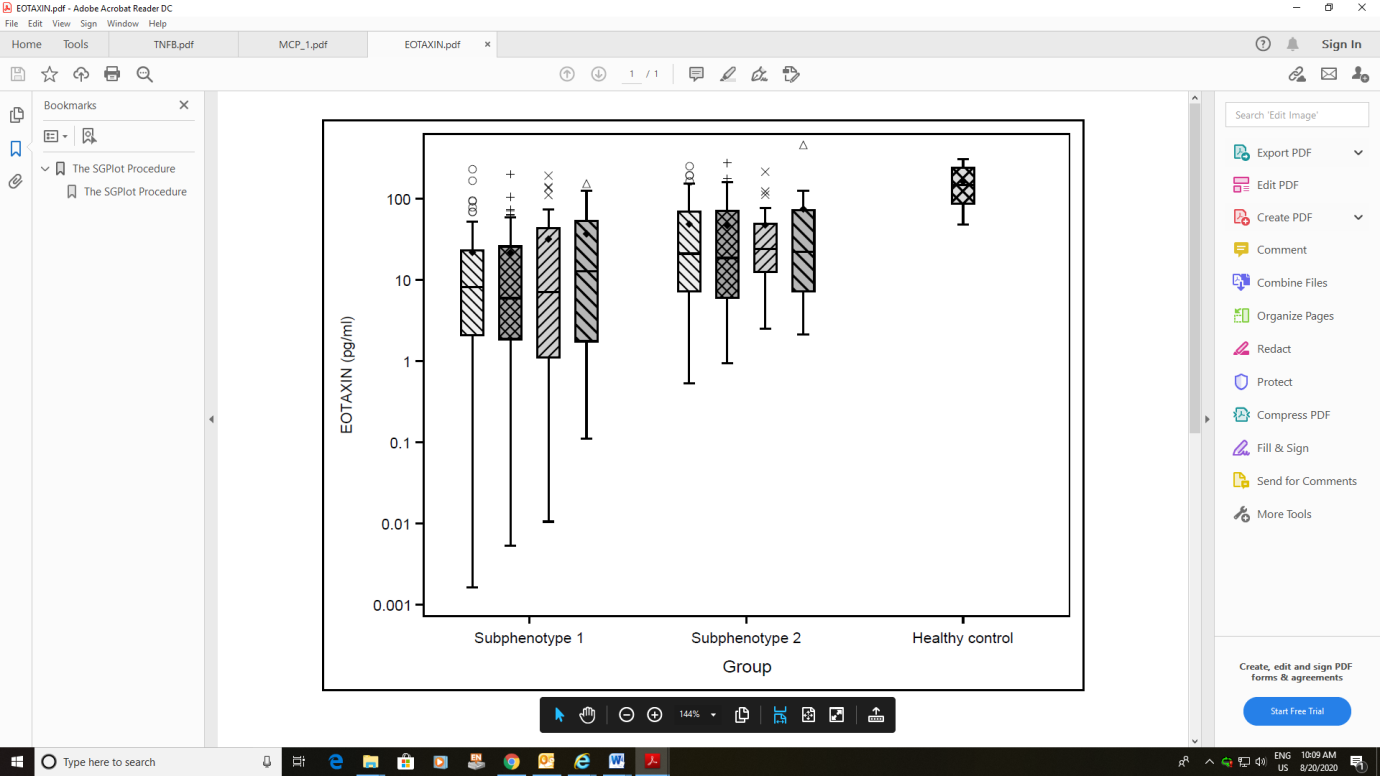 EOTAXIN.pdf - Adobe Acrobat Reader DC
File Edit View Sign Window Help
Home Tools TNFB.pdf MCP_1.pdf EOTAXIN.pdf × Sign In
1 / 1
Bookmarks
The SGPlot Procedure
The SGPlot Procedure
EOTAXIN (pg/ml)
100
10
1
0.1
0.01
0.001
Subphenotype 1 Subphenotype 2 Healthy control
Group
144%
Search 'Edit Image'
Export PDF
Edit PDF
Create PDF
Comment
Combine Files
Organize Pages
Redact
Protect
Compress PDF
Fill & Sign
Send for Comments
More Tools
Create, edit and sign PDF
forms & agreements
Start Free Trial
Type here to search
EN
W
ENG
US
10:09 AM
8/20/2020
1